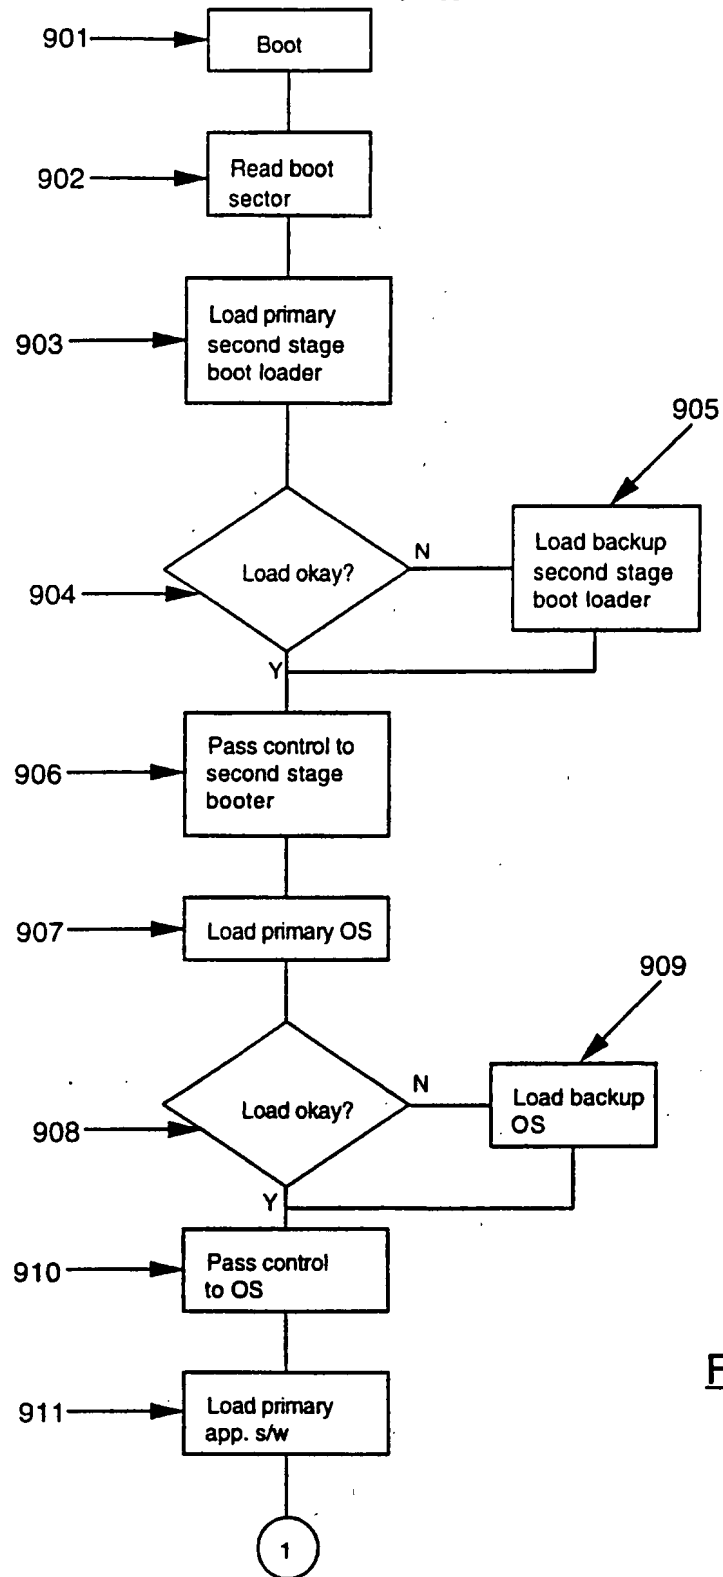 901
Boot
902
Read boot
sector
903
Load primary
second stage
boot loader
905
904
Load okay?
N
Load backup
second stage
boot loader
Y
906
Pass control to
second stage
booter
907
Load primary OS
909
908
Load okay?
N
Load backup
OS
Y
910
Pass control
to OS
911
Load primary
app. s/w
1
F